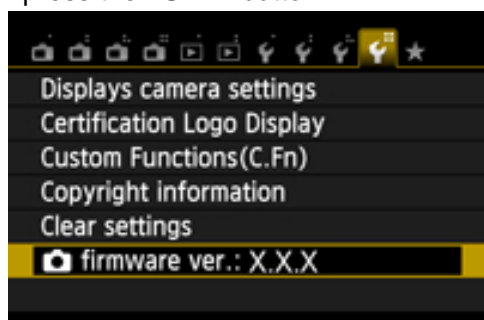 Displays camera settings
Certification Logo Display
Custom Functions(C.Fn)
Copyright information
Clear settings
firmware ver.: X.X.X